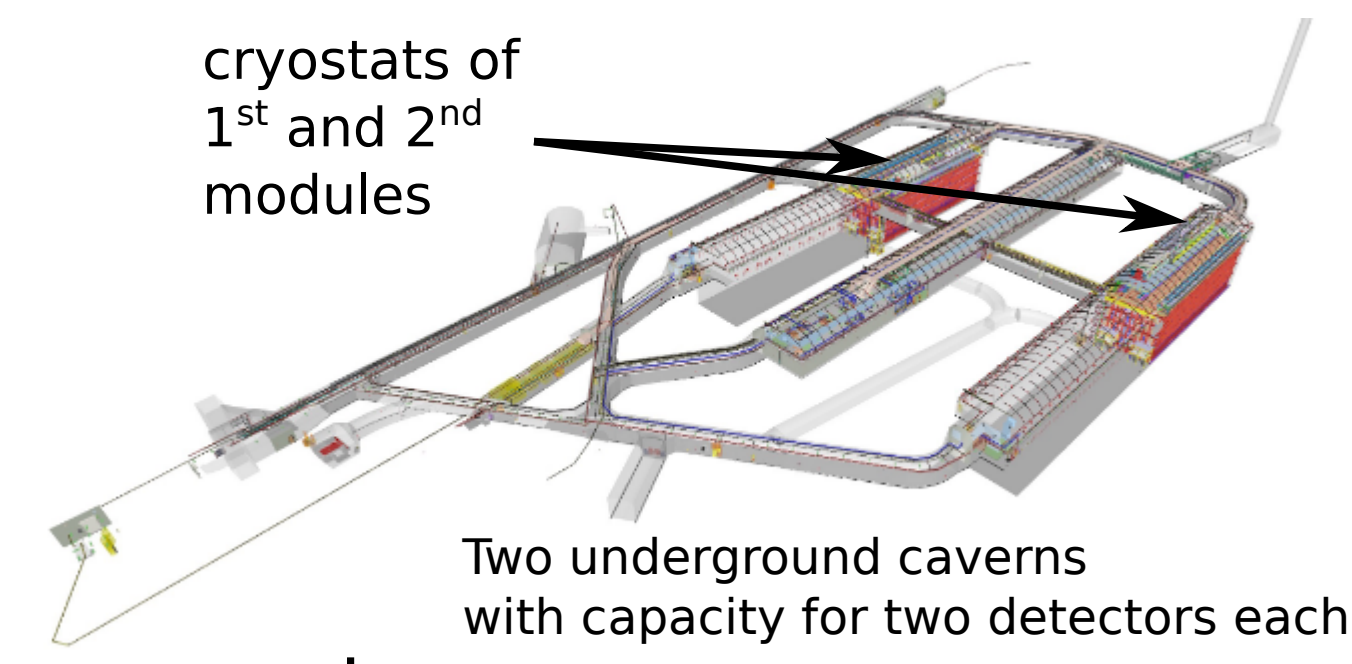 cryostats of
1st and 2nd
modules
Two underground caverns
with capacity for two detectors each